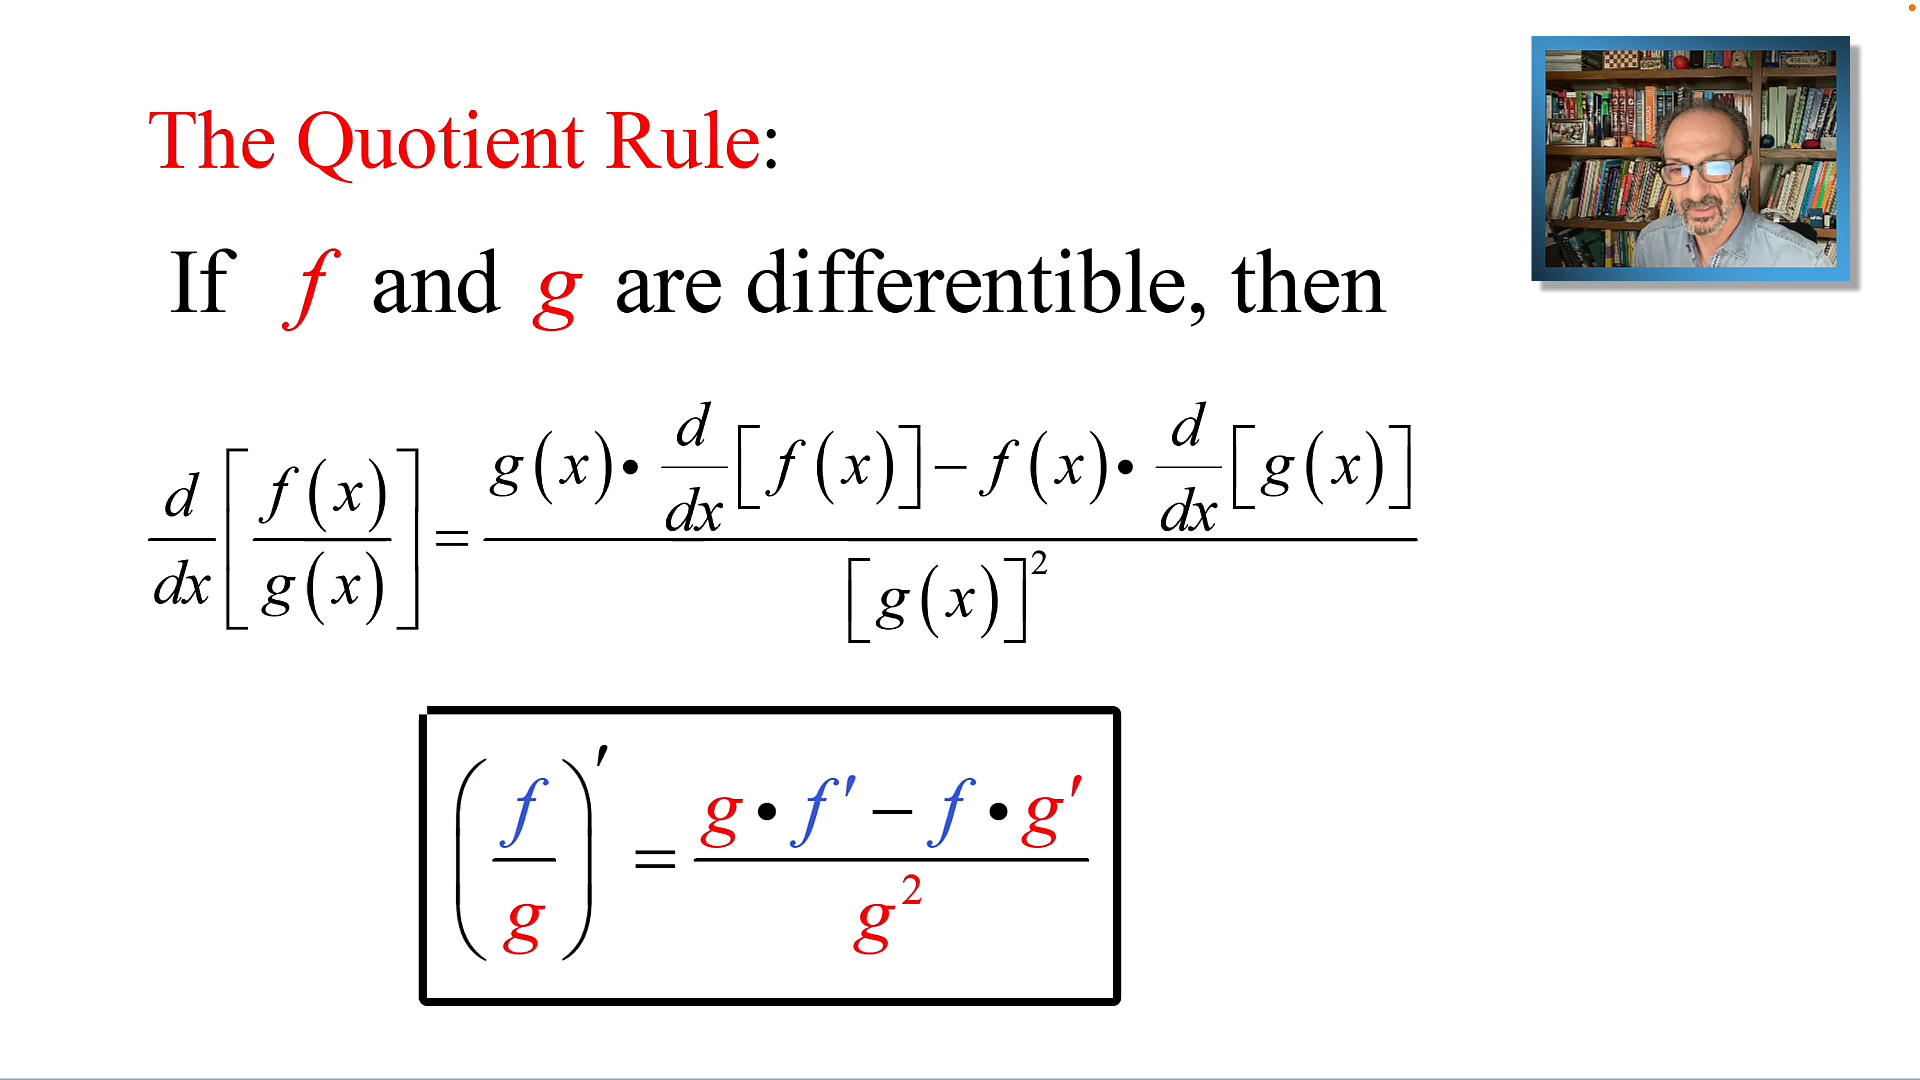 The Quotient Rule:
If f and g are differentible, then
d/dx [f(x)/g(x)] = (g(x)•d/dx[f(x)]−f(x)•d/dx[g(x)])/[g(x)]²
(f/g)′ = (g•f′−f•g′)/g²